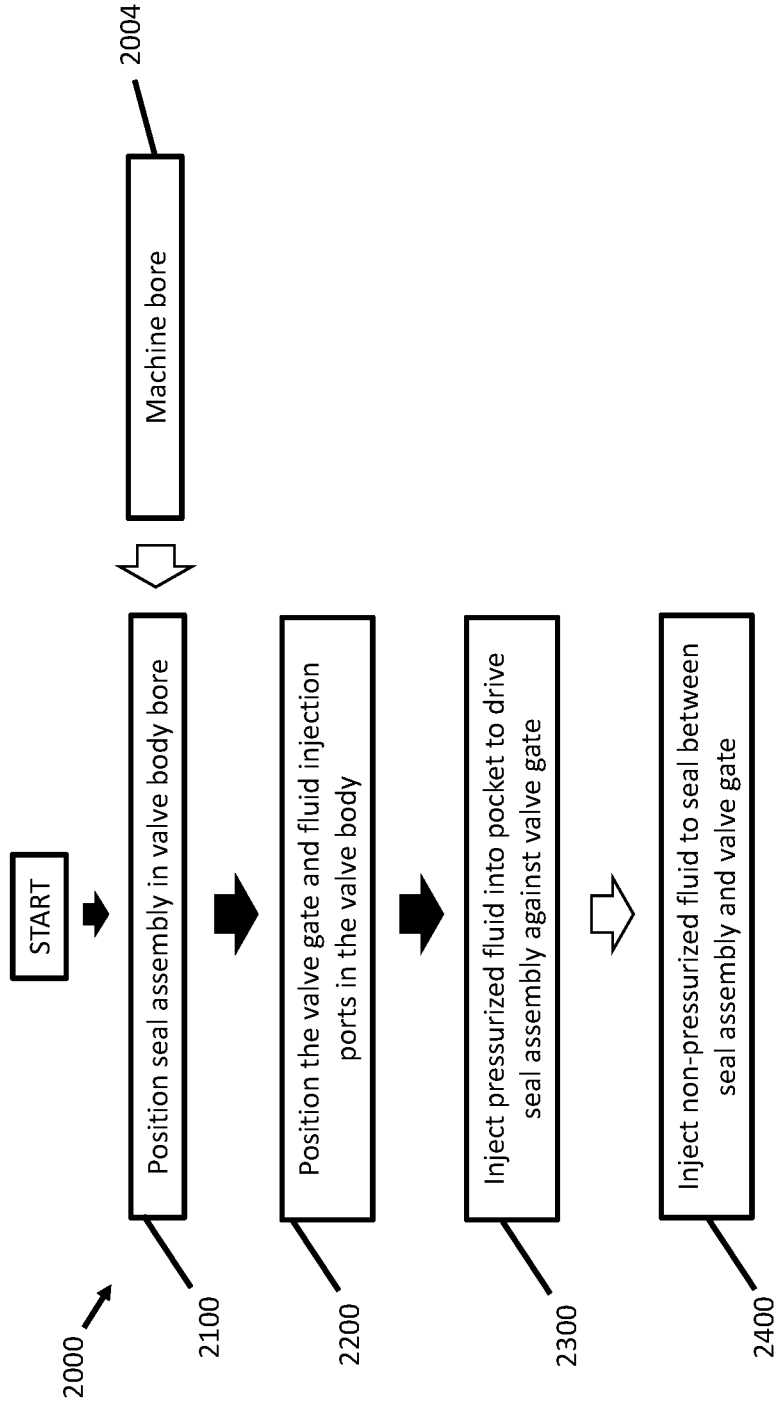 2000
START
2100
Position seal assembly in valve body bore
Machine bore
2004
2200
Position the valve gate and fluid injection
ports in the valve body
2300
Inject pressurized fluid into pocket to drive
seal assembly against valve gate
2400
Inject non-pressurized fluid to seal between
seal assembly and valve gate